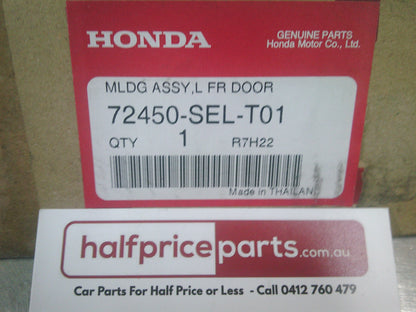 HONDA
GENUINE PARTS
Honda Motor Co., Ltd.
MLDG ASSY,L FR DOOR
72450-SEL-T01
QTY 1 R7H22
Made in THAILAND
halfpriceparts.com.au
Car Parts For Half Price or Less - Call 0412 760 479